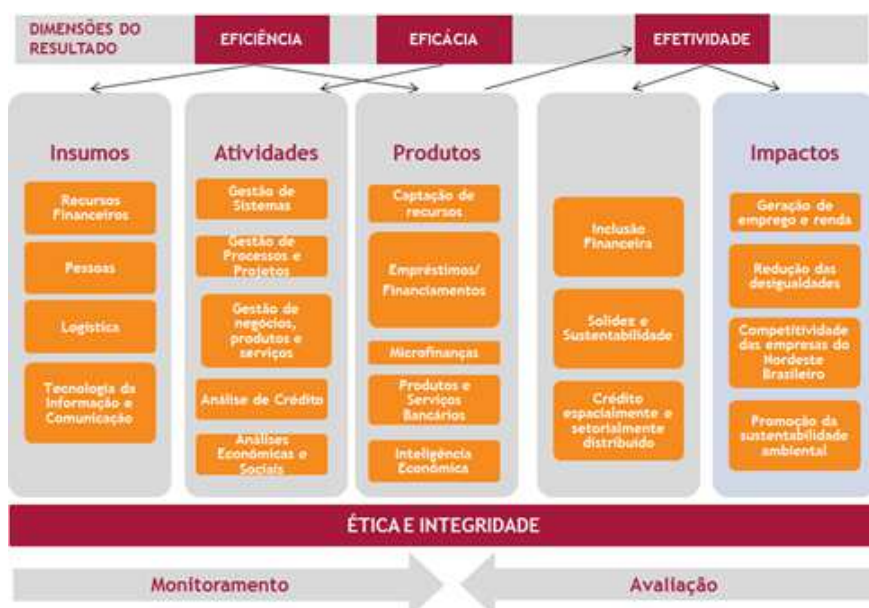 DIMENSÕES DO
RESULTADO
EFICIÊNCIA
EFICÁCIA
EFETIVIDADE
Insumos
Recursos
Financeiros
Pessoas
Logística
Tecnologia da
Informação e
Comunicação
Atividades
Gestão de
Sistemas
Gestão de
Processos e
Projetos
Gestão de
negócios,
produtos e
serviços
Análise de Crédito
Análises
Econômicas e
Sociais
Produtos
Captação de
recursos
Empréstimos/
Financiamentos
Microfinanças
Produtos e
Serviços
Bancários
Inteligência
Econômica
Inclusão
Financeira
Solidez e
Sustentabilidade
Crédito
espacialmente e
setorialmente
distribuído
Impactos
Geração de
emprego e renda
Redução das
desigualdades
Competitividade
das empresas do
Nordeste
Brasileiro
Promoção da
sustentabilidade
ambiental
ÉTICA E INTEGRIDADE
Monitoramento
Avaliação